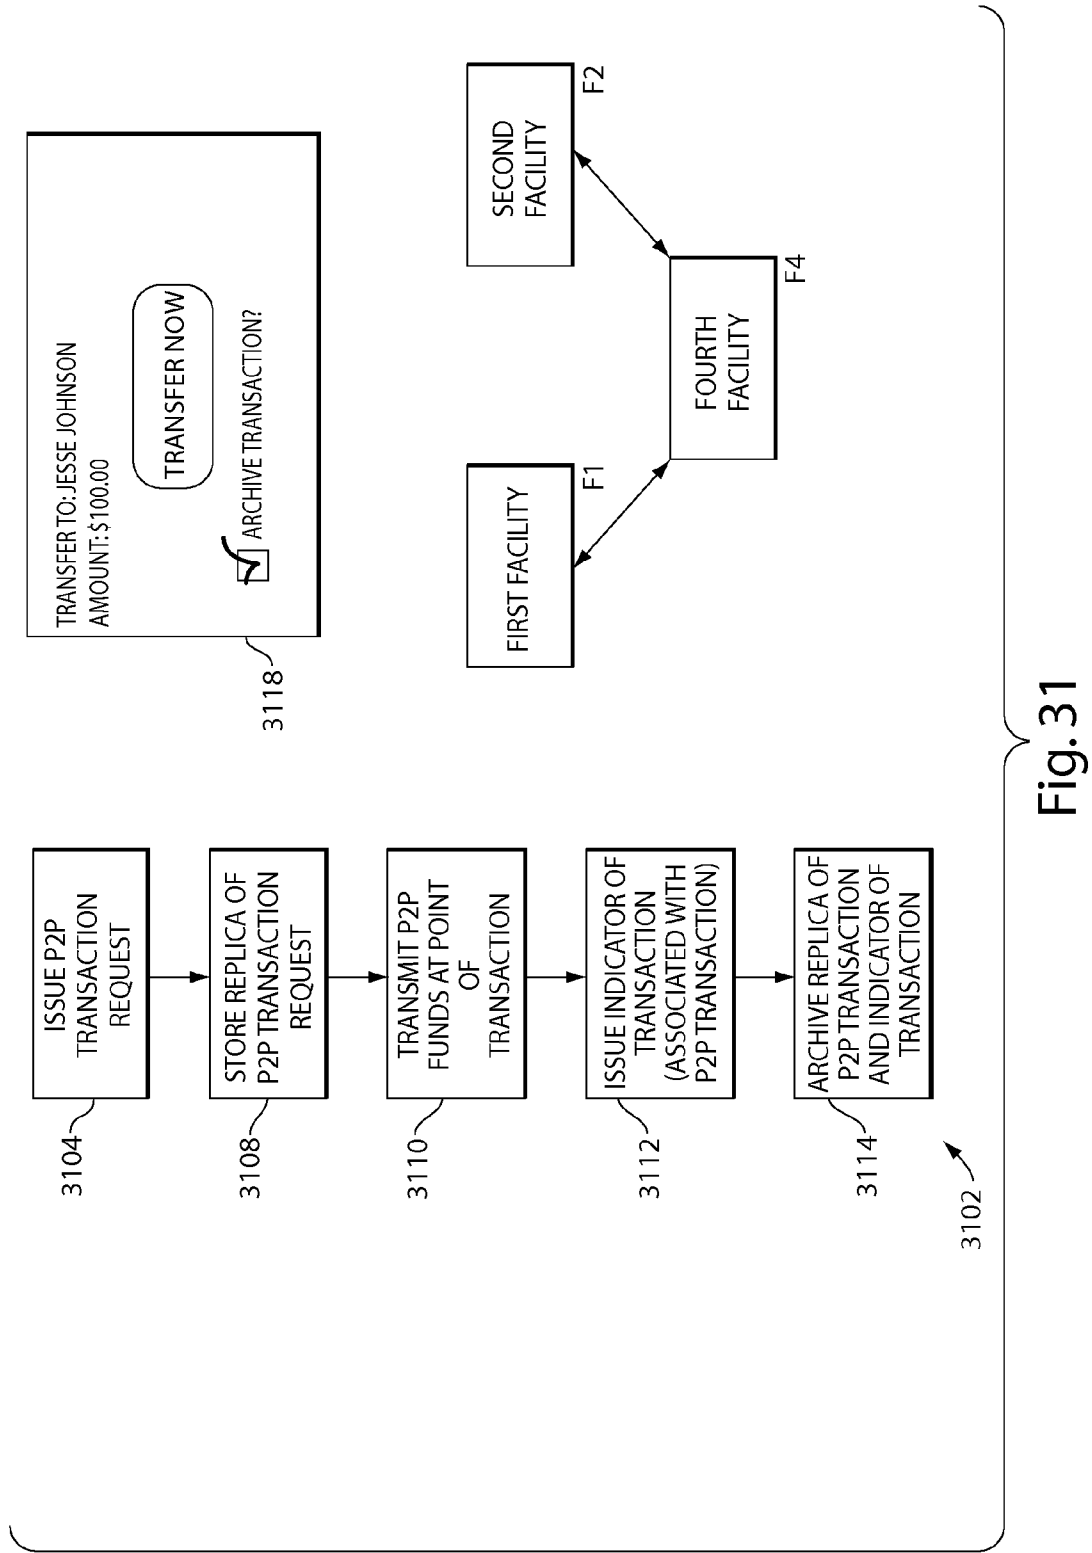 3104
ISSUE P2P
TRANSACTION
REQUEST
3108
STORE REPLICA OF
P2P TRANSACTION
REQUEST
3110
TRANSMIT P2P
FUNDS AT POINT
OF
TRANSACTION
3112
ISSUE INDICATOR OF
TRANSACTION
(ASSOCIATED WITH
P2P TRANSACTION)
3114
ARCHIVE REPLICA OF
P2P TRANSACTION
AND INDICATOR OF
TRANSACTION
3102
TRANSFER TO:JESSE JOHNSON
AMOUNT:$100.00
TRANSFER NOW
ARCHIVE TRANSACTION?
3118
FIRST FACILITY
F1
SECOND
FACILITY
F2
FOURTH
FACILITY
F4
Fig. 31